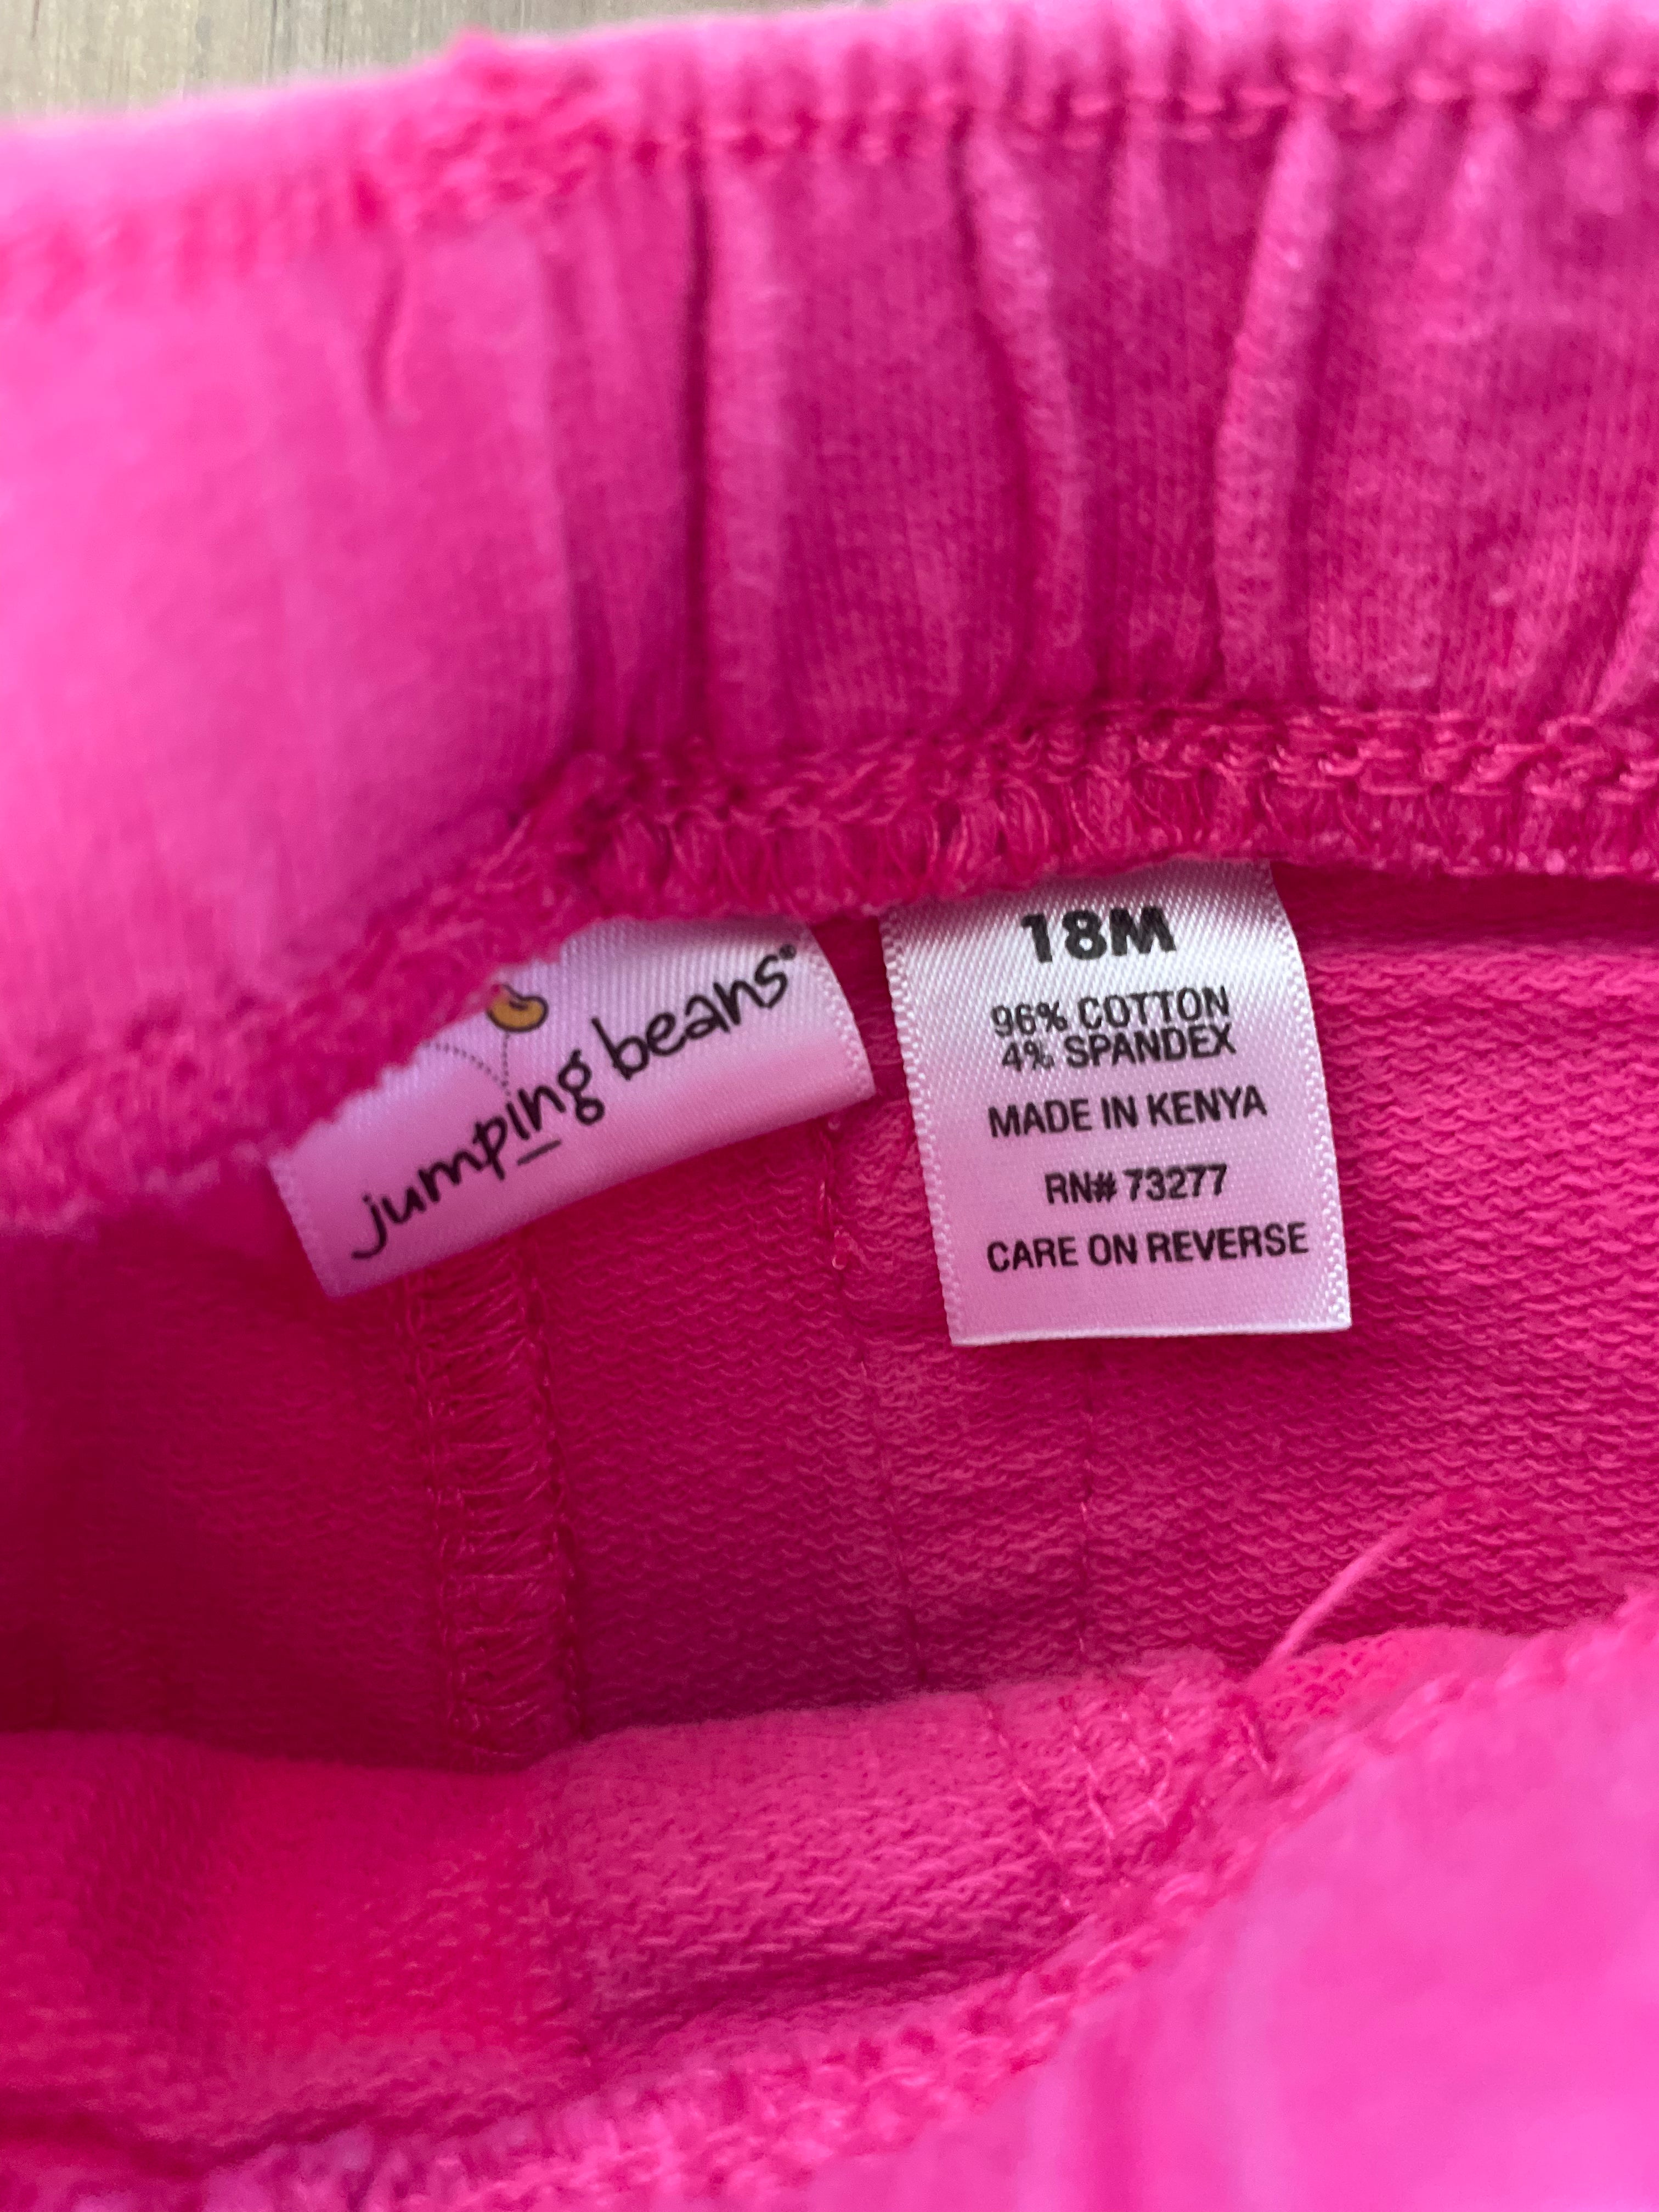 jumping beans®
18M
96% COTTON
4% SPANDEX
MADE IN KENYA
RN# 73277
CARE ON REVERSE